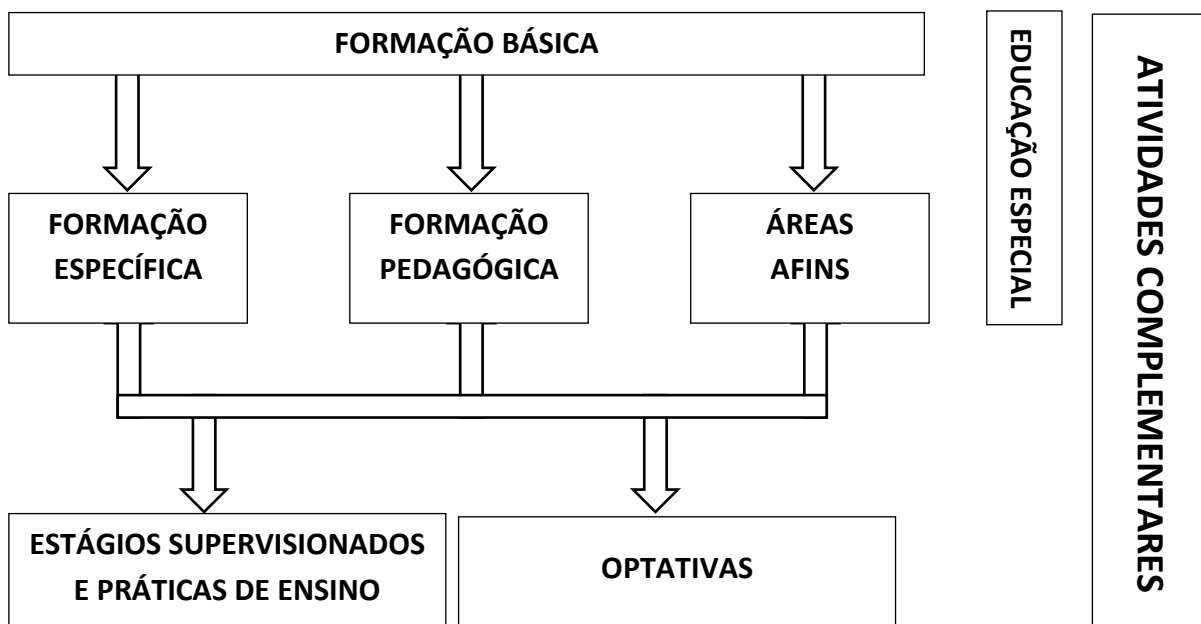 FORMAÇÃO BÁSICA
FORMAÇÃO
ESPECÍFICA
FORMAÇÃO
PEDAGÓGICA
ÁREAS
AFINS
ESTÁGIOS SUPERVISIONADOS
E PRÁTICAS DE ENSINO
OPTATIVAS
EDUCAÇÃO ESPECIAL
ATIVIDADES COMPLEMENTARES